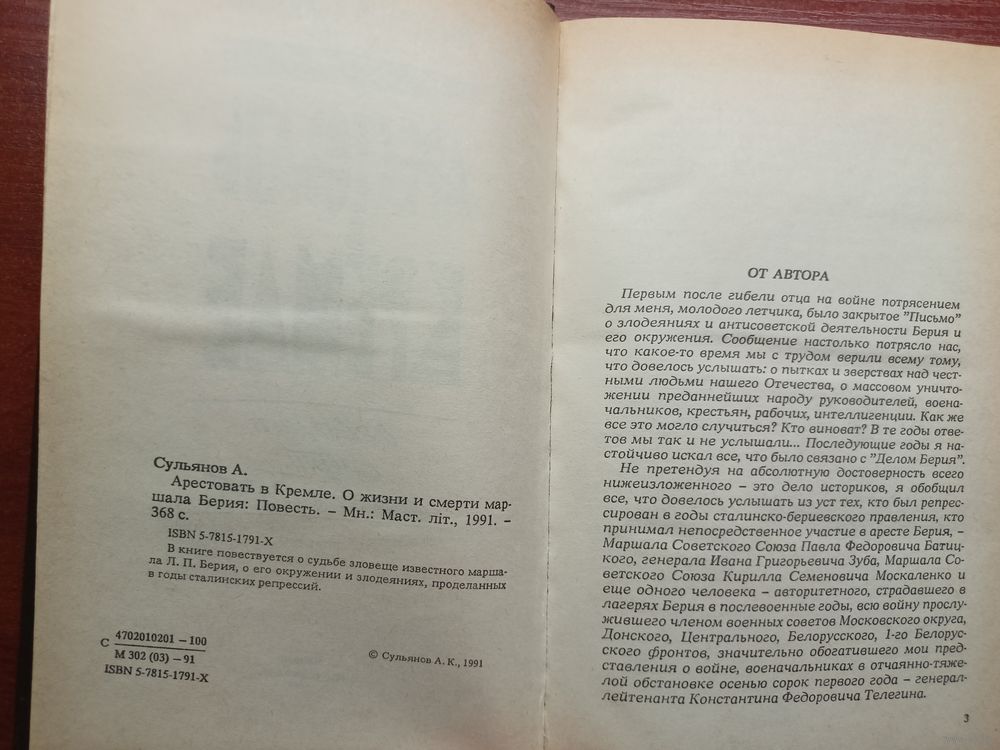 Сульянов А.
Арестовать в Кремле. О жизни и смерти мар-
шала Берия: Повесть. – Мн.: Маст. літ., 1991. –
368 с.
ISBN 5-7815-1791-X
В книге повествуется о судьбе зловеще известного марша-
ла Л. П. Берия, о его окружении и злодеяниях, проделанных
в годы сталинских репрессий.
С 4702010201 – 100
М 302 (03) – 91
ISBN 5-7815-1791-X
© Сульянов А. К., 1991
ОТ АВТОРА
Первым после гибели отца на войне потрясением
для меня, молодого летчика, было закрытое "Письмо"
о злодеяниях и антисоветской деятельности Берия и
его окружения. Сообщение настолько потрясло нас,
что какое-то время мы с трудом верили всему тому,
что довелось услышать: о пытках и зверствах над чест-
ными людьми нашего Отечества, о массовом уничто-
жении преданнейших народу руководителей, воена-
чальников, крестьян, рабочих, интеллигенции. Как же
все это могло случиться? Кто виноват? В те годы отве-
тов мы так и не услышали... Последующие годы я на-
стойчиво искал все, что было связано с "Делом Берия".
Не претендуя на абсолютную достоверность всего
нижеизложенного – это дело историков, я обобщил
все, что довелось услышать из уст тех, кто был репрес-
сирован в годы сталинско-бериевского правления, кто
принимал непосредственное участие в аресте Берия, –
Маршала Советского Союза Павла Федоровича Батиц-
кого, генерала Ивана Григорьевича Зуба, Маршала Со-
ветского Союза Кирилла Семеновича Москаленко и
еще одного человека – авторитетного, страдавшего в
лагерях Берия в послевоенные годы, всю войну прослу-
жившего членом военных советов Московского округа,
Донского, Центрального, Белорусского, 1-го Белорус-
ского фронтов, значительно обогатившего мои пред-
ставления о войне, военачальниках в отчаянно-тяже-
лой обстановке осенью сорок первого года – генерал-
лейтенанта Константина Федоровича Телегина.
3